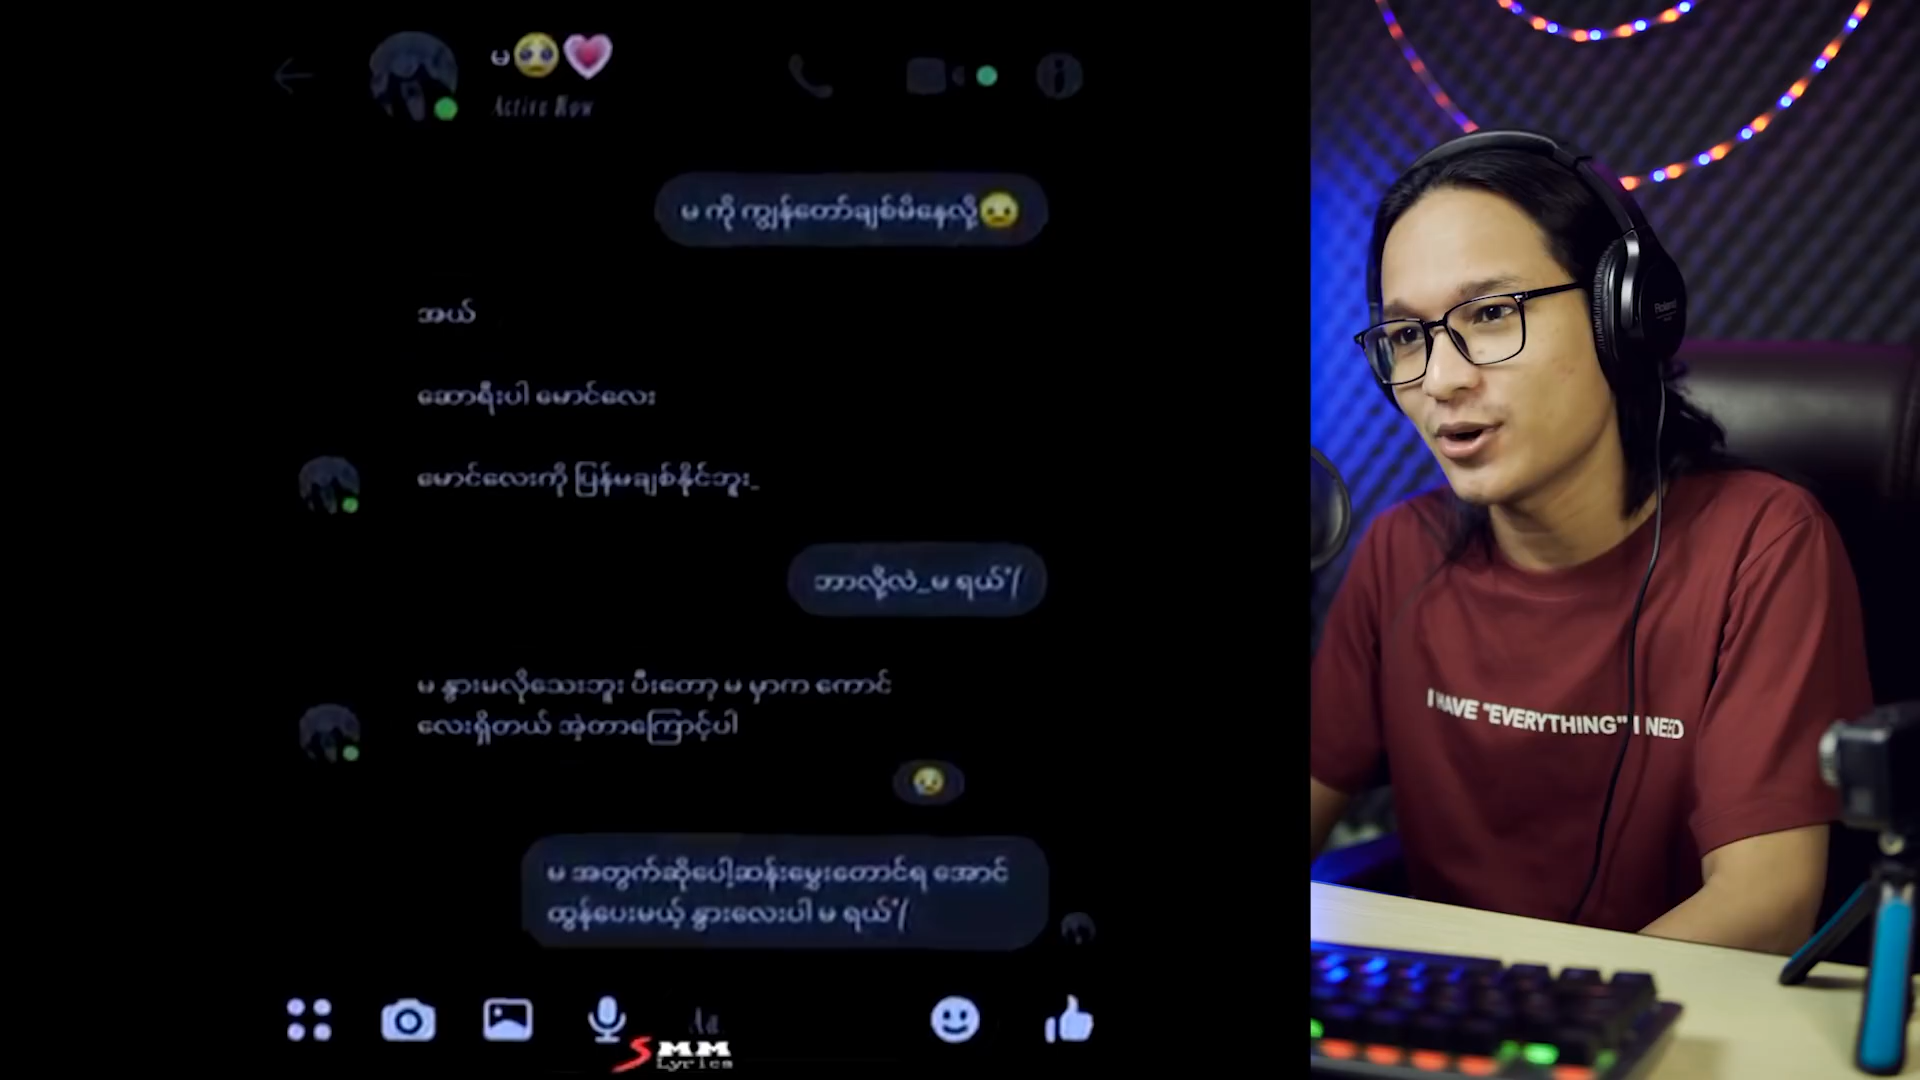 မ🥺💗
Active Now
မ ကို ကျွန်တော်ချစ်မိနေလို့🥺
အယ်
ဆောရီးပါ မောင်လေး
မောင်လေးကို ပြန်မချစ်နိုင်ဘူး_
ဘာလို့လဲ_မ ရယ်"(
မ နွားမလိုသေးဘူး ပီးတော့ မ မှာက ကောင်
လေးရှိတယ် အဲ့တာကြောင့်ပါ
😢
မ အတွက်ဆိုပေါ့ဆန်းမွှေးတောင်ရ အောင်
ထွန်ပေးမယ့် နွားလေးပါ မ ရယ်"(
Aa
SMM
Lyrics
Roland
I HAVE "EVERYTHING" I NEED